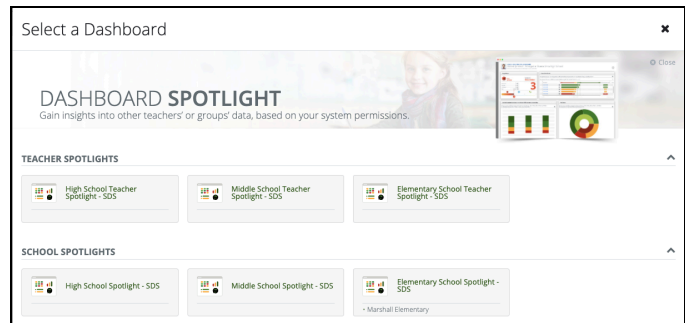 Select a Dashboard
Close
DASHBOARD SPOTLIGHT
Gain insights into other teachers' or groups' data, based on your system permissions.
3
TEACHER SPOTLIGHTS
High School Teacher
Spotlight - SDS
Middle School Teacher
Spotlight - SDS
Elementary School Teacher
Spotlight - SDS
SCHOOL SPOTLIGHTS
High School Spotlight - SDS
Middle School Spotlight - SDS
Elementary School Spotlight -
SDS
• Marshall Elementary